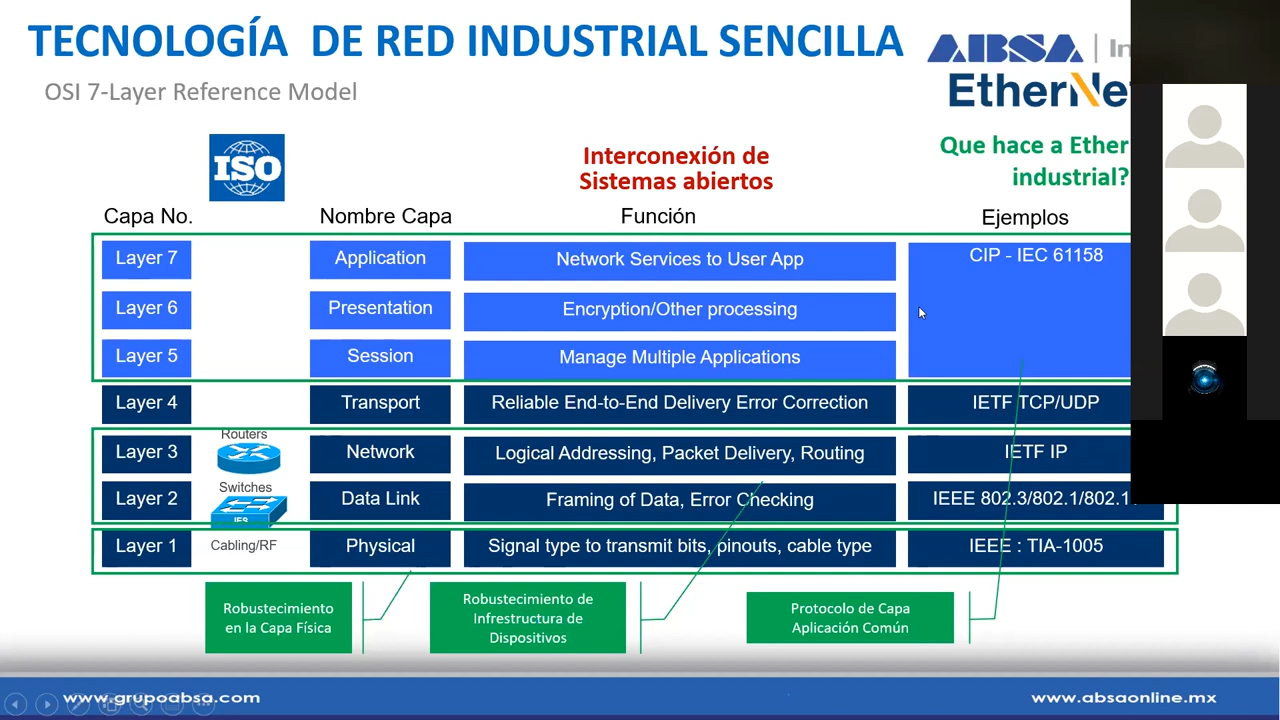 TECNOLOGÍA DE RED INDUSTRIAL SENCILLA
OSI 7-Layer Reference Model
ABSA
ISO
Interconexión de
Sistemas abiertos
Que hace a Ether
industrial?
Capa No. Nombre Capa Función Ejemplos
Layer 7 Application Network Services to User App CIP - IEC 61158
Layer 6 Presentation Encryption/Other processing
Layer 5 Session Manage Multiple Applications
Layer 4 Transport Reliable End-to-End Delivery Error Correction IETF TCP/UDP
Routers
Layer 3 Network Logical Addressing, Packet Delivery, Routing IETF IP
Switches
Layer 2 Data Link Framing of Data, Error Checking IEEE 802.3/802.1/802.1
IES
Layer 1 Cabling/RF Physical Signal type to transmit bits, pinouts, cable type IEEE : TIA-1005
Robustecimiento
en la Capa Física
Robustecimiento de
Infrestructura de
Dispositivos
Protocolo de Capa
Aplicación Común
www.grupoabsa.com www.absaonline.mx